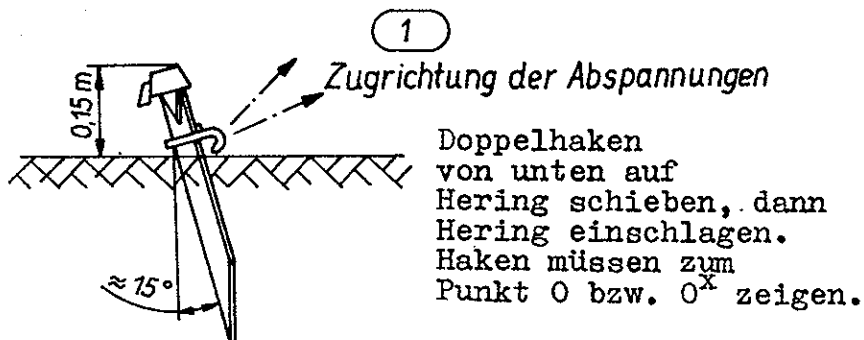 1
Zugrichtung der Abspannungen
0,15 m
Doppelhaken
von unten auf
Hering schieben, dann
Hering einschlagen.
Haken müssen zum
Punkt O bzw. Oˣ zeigen.
≈ 15°